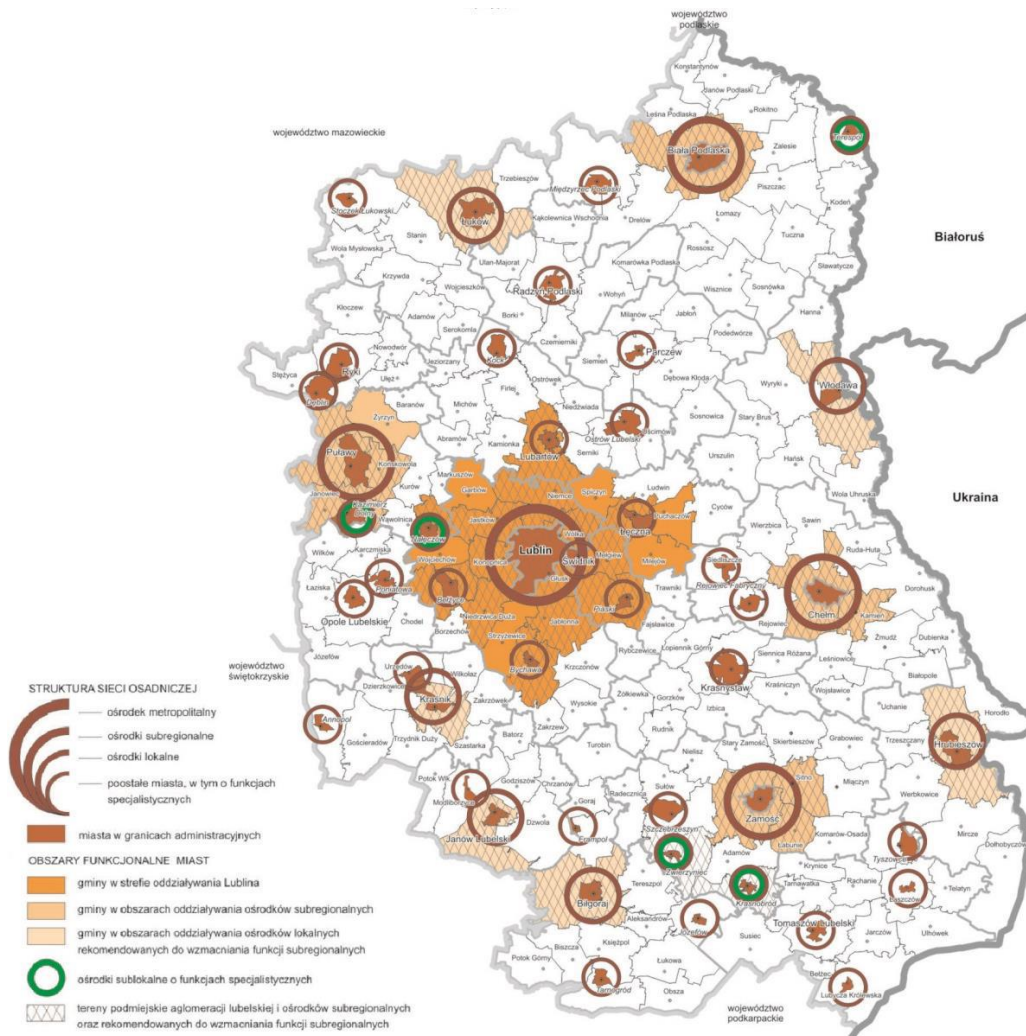 województwo
podlaskie
Konstantynów
Janów Podlaski
Leśna Podlaska
Rokitno
województwo mazowieckie
Terespol
Biała Podlaska
Zalesie
Trzebieszów
Międzyrzec Podlaski
Piszczac
Stoczek Łukowski
Łuków
Kąkolewnica Wschodnia
Drelów
Łomazy
Kodeń
Stanin
Tuczna
Białoruś
Wola Mysłowska
Ulan-Majorat
Komarówka Podlaska
Rossosz
Sławatycze
Krzywda
Wojcieszków
Radzyń Podlaski
Wohyń
Wisznice
Sosnówka
Kłoczew
Adamów
Borki
Milanów
Jabłoń
Hanna
Serokomla
Czemierniki
Podedwórze
Nowodwór
Jeziorzany
Kock
Siemień
Parczew
Stężyca
Ryki
Ułęż
Dębowa Kłoda
Wyryki
Włodawa
Dęblin
Firlej
Ostrówek
Baranów
Michów
Niedźwiada
Sosnowica
Stary Brus
Żyrzyn
Abramów
Kamionka
Lubartów
Serniki
Ostrów Lubelski
Urszulin
Hańsk
Puławy
Końskowola
Markuszów
Kurów
Garbów
Niemce
Spiczyn
Ludwin
Wola Uhruska
Janowiec
Kazimierz
Dolny
Wąwolnica
Nałęczów
Jastków
Wólka
Łęczna
Puchaczów
Cyców
Wierzbica
Sawin
Ukraina
Wilków
Karczmiska
Wojciechów
Konopnica
Lublin
Świdnik
Mełgiew
Milejów
Siedliszcze
Ruda-Huta
Łaziska
Poniatowa
Bełżyce
Głusk
Piaski
Trawniki
Rejowiec Fabryczny
Chełm
Dorohusk
Opole Lubelskie
Chodel
Borzechów
Niedrzwica Duża
Jabłonna
Fajsławice
Rejowiec
Kamień
Józefów
Strzyżewice
Bychawa
Krzczonów
Rybczewice
Łopiennik Górny
Siennica Różana
Żmudź
Dubienka
województwo
świętokrzyskie
Urzędów
Wilkołaz
Krasnystaw
Leśniowice
Białopole
Dzierzkowice
Kraśnik
Zakrzówek
Żółkiewka
Gorzków
Kraśniczyn
Wojsławice
Annopol
Wysokie
Izbica
Uchanie
Horodło
Gościeradów
Trzydnik Duży
Szastarka
Batorz
Zakrzew
Turobin
Rudnik
Stary Zamość
Skierbieszów
Grabowiec
Trzeszczany
Hrubieszów
Potok Wlk.
Godziszów
Chrzanów
Nielisz
Sitno
Miączyn
Werbkowice
Modliborzyce
Goraj
Radecznica
Sułów
Janów Lubelski
Dzwola
Frampol
Szczebrzeszyn
Zamość
Komarów-Osada
Mircze
Łabunie
Tyszowce
Dołhobyczów
Zwierzyniec
Adamów
Krynice
Biłgoraj
Tereszpol
Krasnobród
Tarnawatka
Rachanie
Łaszczów
Telatyn
Aleksandrów
Józefów
Tomaszów Lubelski
Biszcza
Księżpol
Susiec
Jarczów
Ulhówek
Potok Górny
Łukowa
Bełżec
Tarnogród
Obsza
Lubycza Królewska
województwo
podkarpackie
STRUKTURA SIECI OSADNICZEJ
ośrodek metropolitalny
ośrodki subregionalne
ośrodki lokalne
poostałe miasta, w tym o funkcjach
specjalistycznych
miasta w granicach administracyjnych
OBSZARY FUNKCJONALNE MIAST
gminy w strefie oddziaływania Lublina
gminy w obszarach oddziaływania ośrodków subregionalnych
gminy w obszarach oddziaływania ośrodków lokalnych
rekomendowanych do wzmacniania funkcji subregionalnych
ośrodki sublokalne o funkcjach specjalistycznych
tereny podmiejskie aglomeracji lubelskiej i ośrodków subregionalnych
oraz rekomendowanych do wzmacniania funkcji subregionalnych